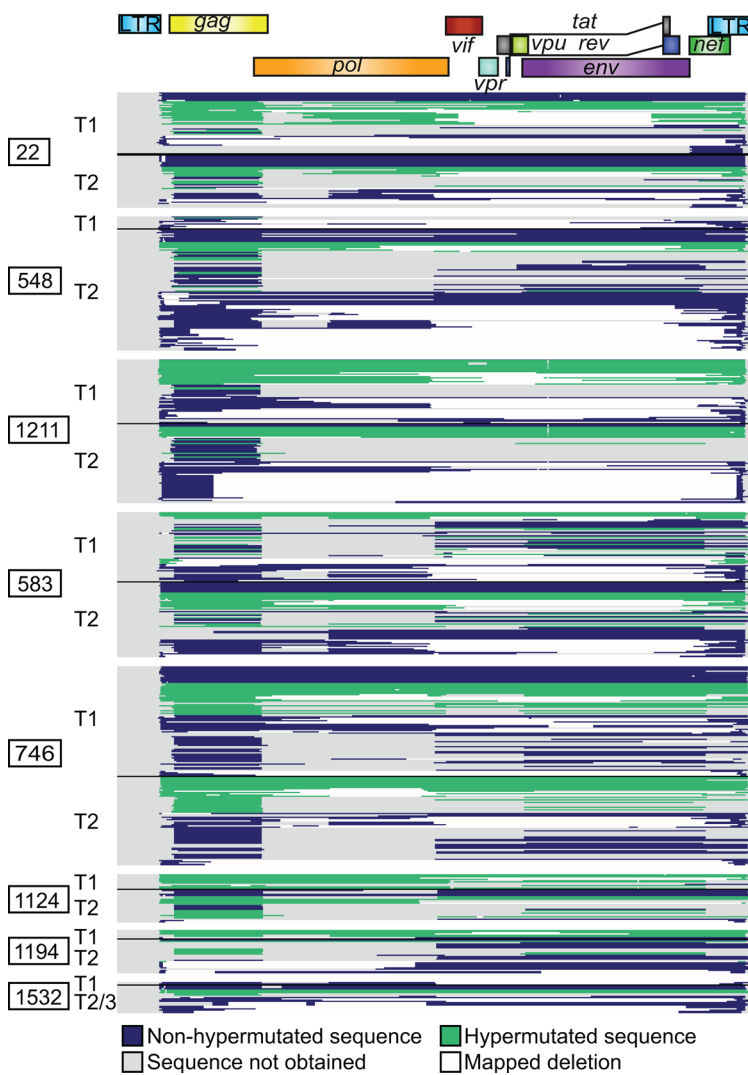 LTR gag tat LTR
vif vpu rev nef
pol vpr env
T1
22
T2
T1
548
T2
T1
1211
T2
T1
583
T2
T1
746
T2
T1
1124
T2
T1
1194
T2
T1
1532
T2/3
Non-hypermutated sequence Hypermutated sequence
Sequence not obtained Mapped deletion